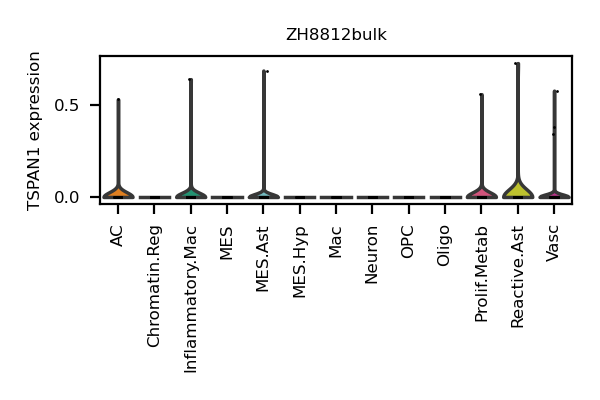 ZH8812bulk
TSPAN1 expression
0.5
0.0
AC
Chromatin.Reg
Inflammatory.Mac
MES
MES.Ast
MES.Hyp
Mac
Neuron
OPC
Oligo
Prolif.Metab
Reactive.Ast
Vasc